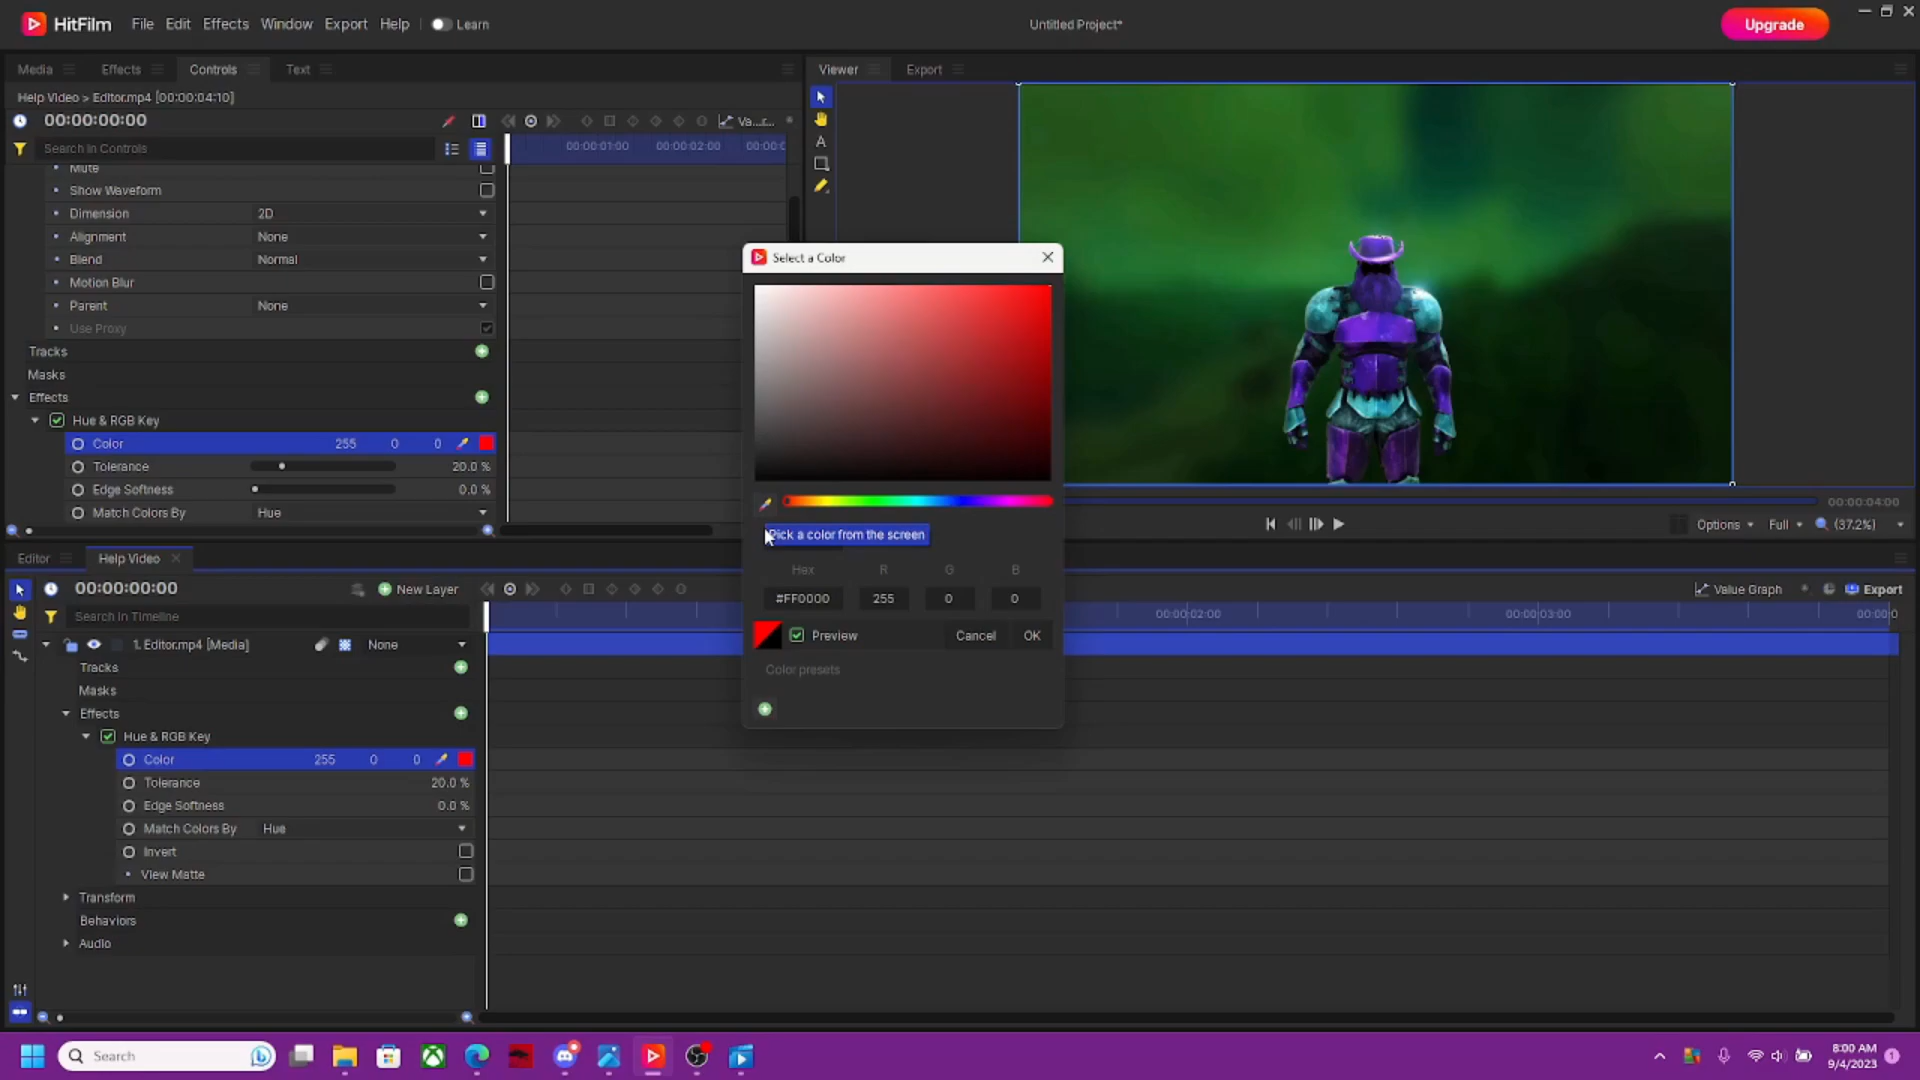 HitFilm File Edit Effects Window Export Help Learn Untitled Project* Upgrade
Media Effects Controls Text
Viewer Export
Help Video > Editor.mp4 [00:00:04:10]
00:00:00:00 Va...r...
Search in Controls
00:00:01:00 00:00:02:00 00:00:0
Mute
Show Waveform
Dimension 2D
Alignment None
Blend Normal
Motion Blur
Parent None
Use Proxy
Tracks
Masks
Effects
Hue & RGB Key
Color 255 0 0
Tolerance 20.0 %
Edge Softness 0.0 %
Match Colors By Hue
Select a Color
Pick a color from the screen
Hex R G B
#FF0000 255 0 0
Preview Cancel OK
Color presets
00:00:04:00
Options Full (37.2%)
Editor Help Video
00:00:00:00 New Layer Value Graph Export
Search in Timeline
00:00:02:00 00:00:03:00 00:00:0
1. Editor.mp4 [Media] None
Tracks
Masks
Effects
Hue & RGB Key
Color 255 0 0
Tolerance 20.0 %
Edge Softness 0.0 %
Match Colors By Hue
Invert
View Matte
Transform
Behaviors
Audio
Search
8:00 AM
9/4/2023
1